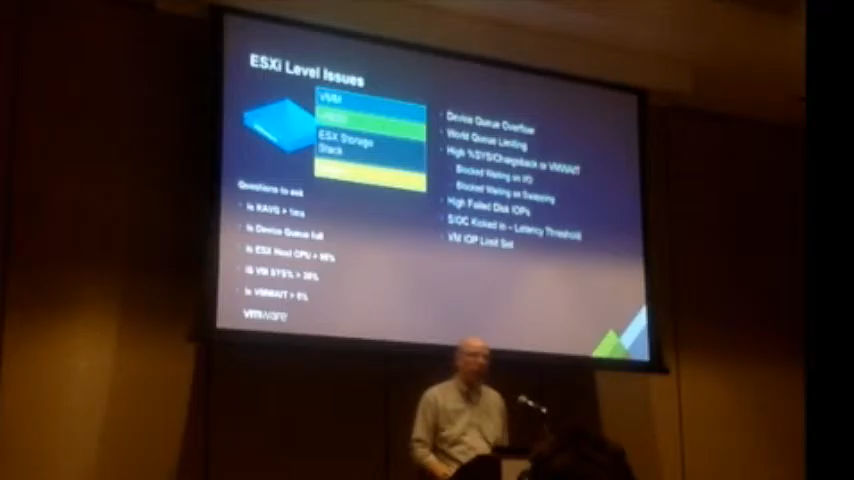 ESXi Level Issues
VMM
ESX Storage
Stack
Device Queue Overflow
World Queue Limiting
High %SYS/Chargeback or VMWAIT
Blocked Waiting on I/O
Blocked Waiting on Swapping
High Failed Disk IOPs
SIOC Kicked in – Latency Threshold
VM IOP Limit Set
Questions to ask
Is KAVG > 1ms
Is Device Queue full
Is ESX Host CPU >
IS VM SYS% >
Is VMWAIT >
vmware